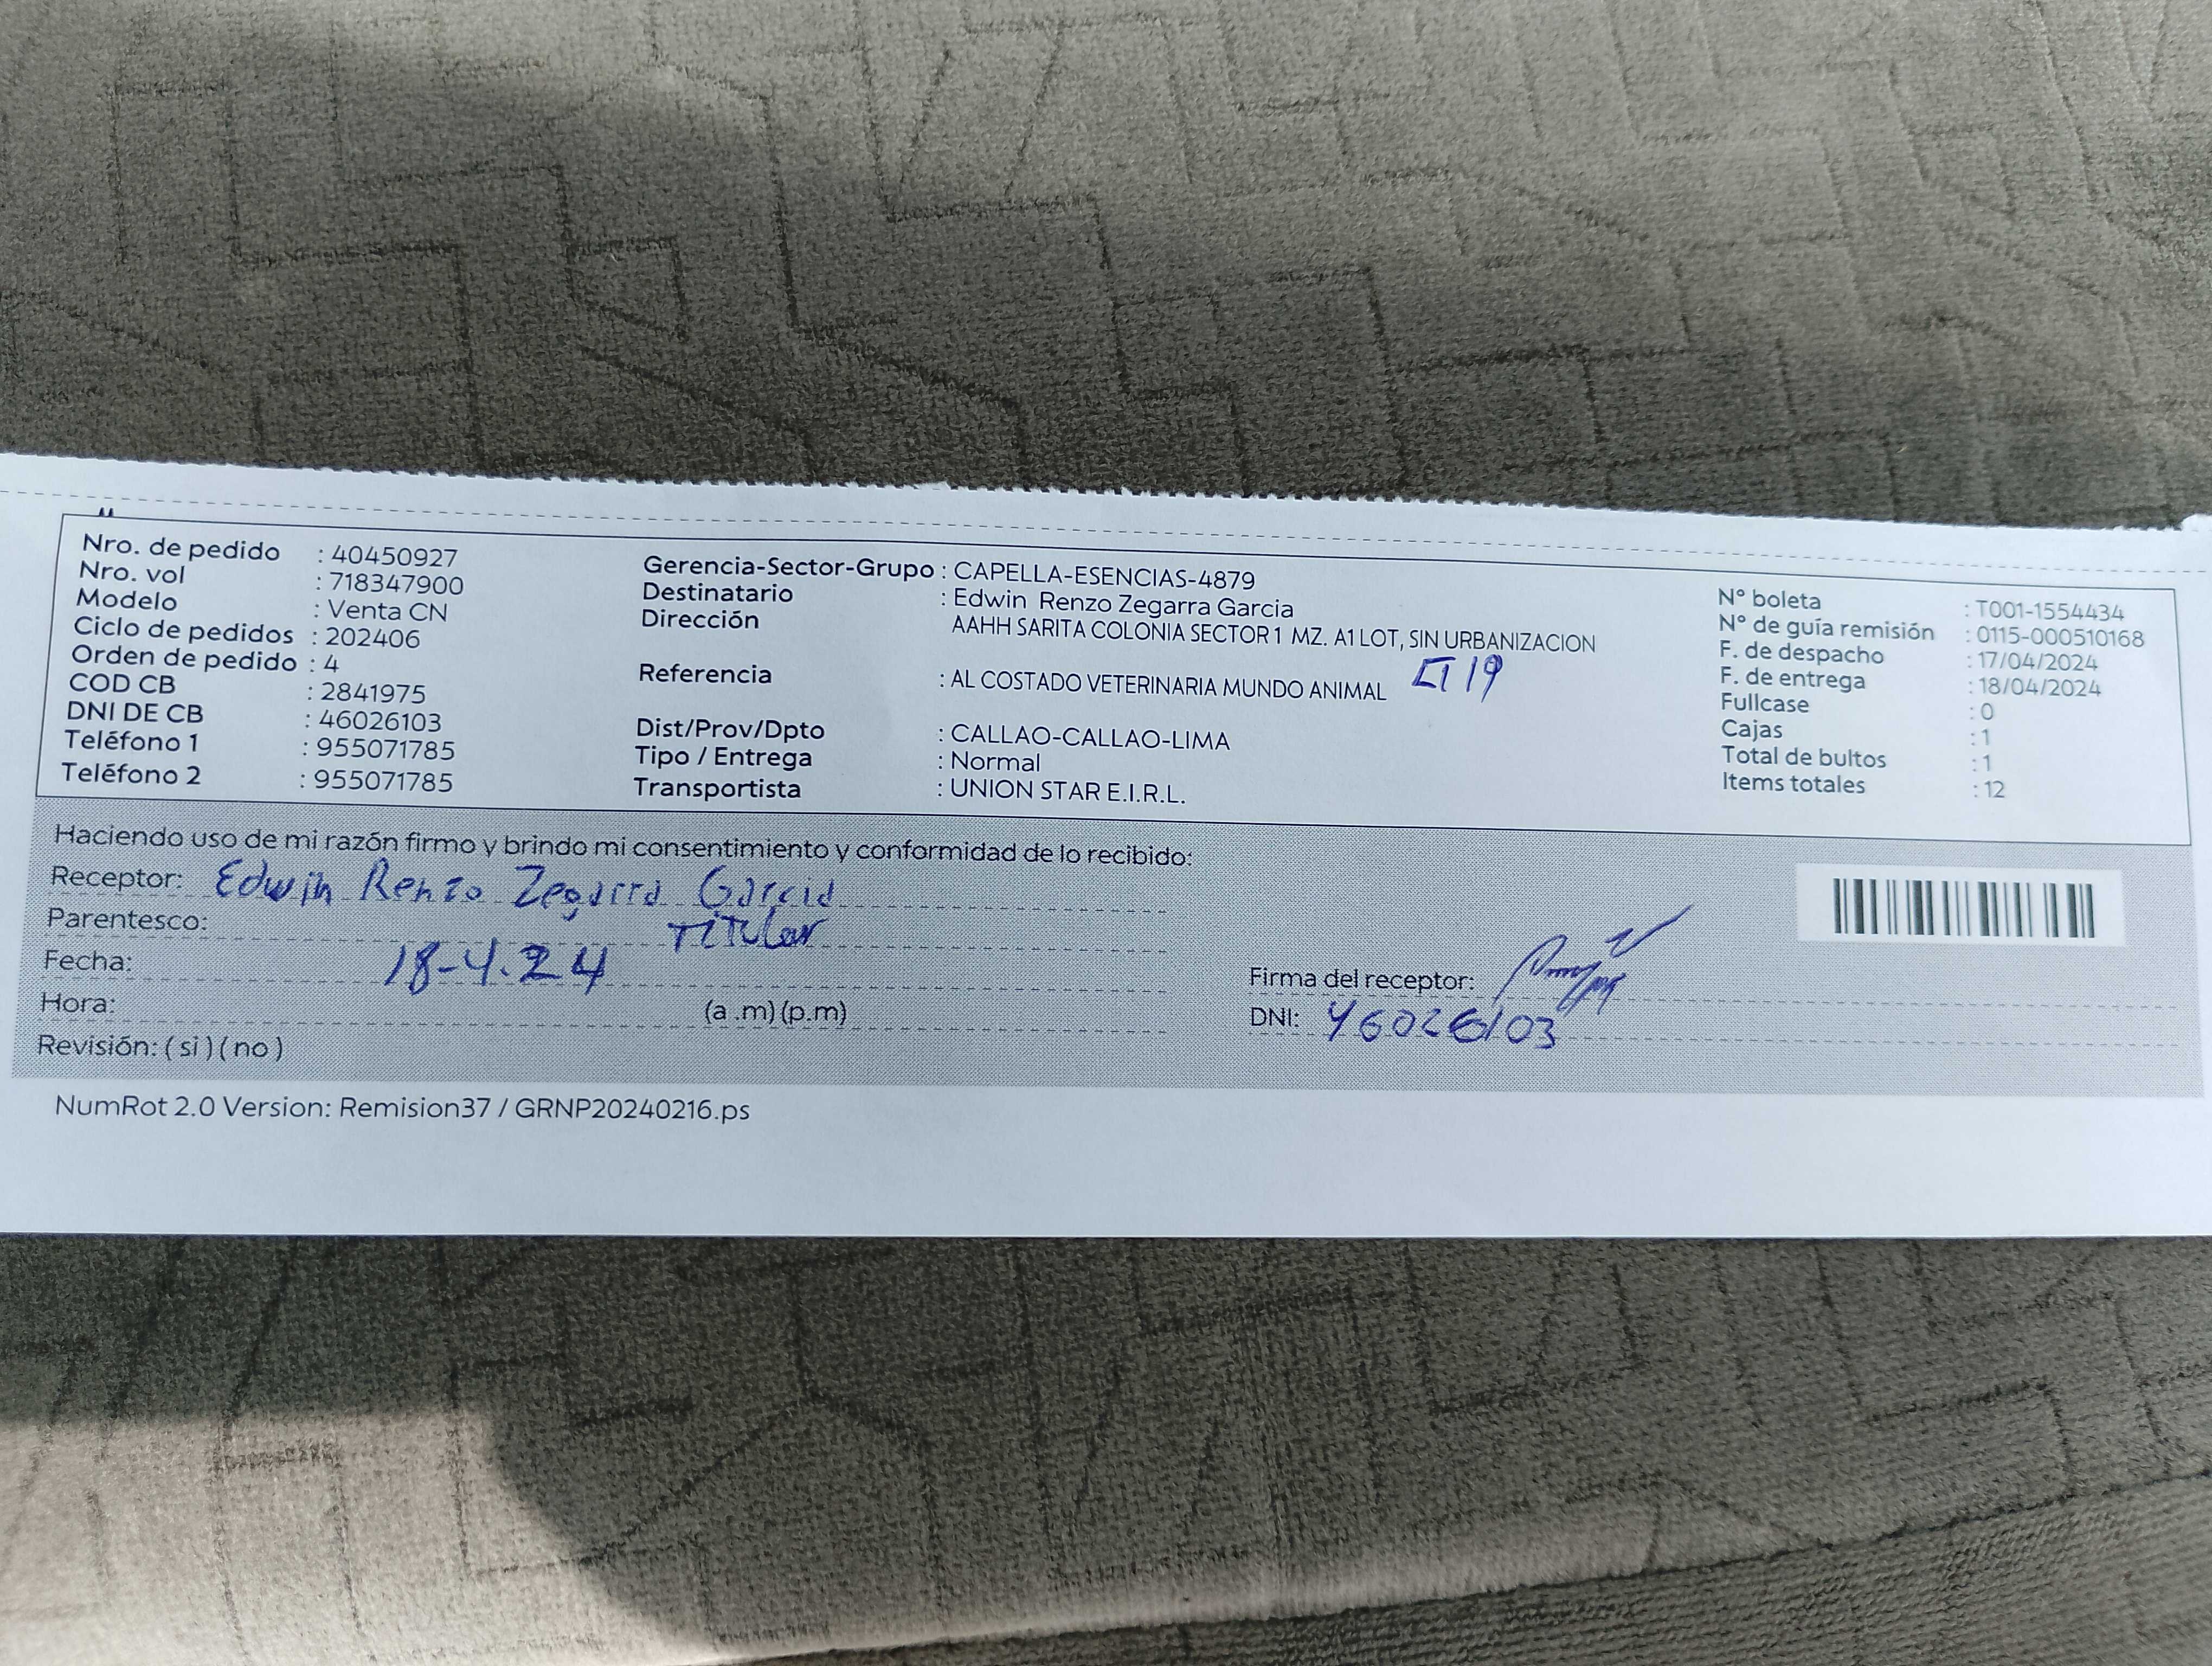 Nro. de pedido : 40450927
Nro. vol : 718347900
Modelo : Venta CN
Ciclo de pedidos : 202406
Orden de pedido : 4
COD CB : 2841975
DNI DE CB : 46026103
Teléfono 1 : 955071785
Teléfono 2 : 955071785
Gerencia-Sector-Grupo : CAPELLA-ESENCIAS-4879
Destinatario : Edwin Renzo Zegarra Garcia
Dirección AAHH SARITA COLONIA SECTOR 1 MZ. A1 LOT, SIN URBANIZACION
Referencia : AL COSTADO VETERINARIA MUNDO ANIMAL LT 19
Dist/Prov/Dpto : CALLAO-CALLAO-LIMA
Tipo / Entrega : Normal
Transportista : UNION STAR E.I.R.L.
N° boleta : T001-1554434
N° de guía remisión : 0115-000510168
F. de despacho : 17/04/2024
F. de entrega : 18/04/2024
Fullcase : 0
Cajas : 1
Total de bultos : 1
Items totales : 12
Haciendo uso de mi razón firmo y brindo mi consentimiento y conformidad de lo recibido:
Receptor: Edwin Renzo Zegarra Garcia
Parentesco: Titular
Fecha: 18-4.24
Hora: (a .m)(p.m)
Revisión: ( si ) ( no )
Firma del receptor:
DNI: 46026103
NumRot 2.0 Version: Remision37 / GRNP20240216.ps